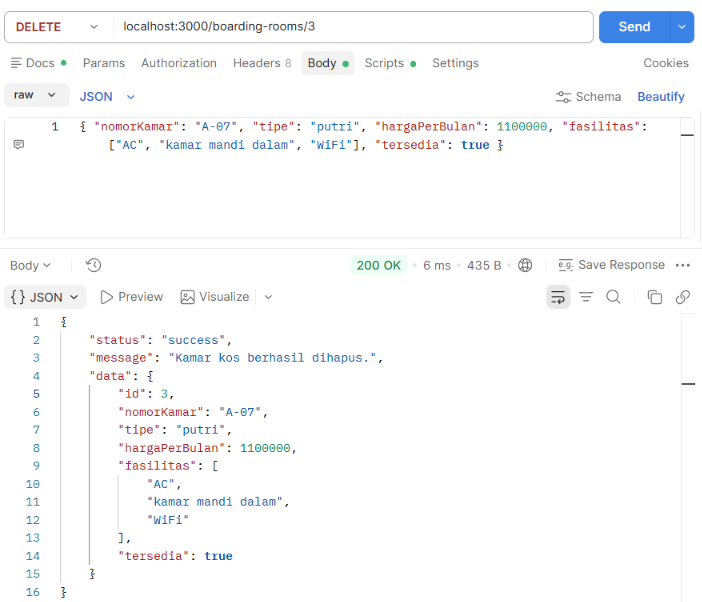 DELETE localhost:3000/boarding-rooms/3 Send
Docs Params Authorization Headers 8 Body Scripts Settings Cookies
raw JSON Schema Beautify
1 { "nomorKamar": "A-07", "tipe": "putri", "hargaPerBulan": 1100000, "fasilitas":
["AC", "kamar mandi dalam", "WiFi"], "tersedia": true }
Body 200 OK • 6 ms • 435 B • e.g. Save Response
{} JSON Preview Visualize
1 {
2 "status": "success",
3 "message": "Kamar kos berhasil dihapus.",
4 "data": {
5 "id": 3,
6 "nomorKamar": "A-07",
7 "tipe": "putri",
8 "hargaPerBulan": 1100000,
9 "fasilitas": [
10 "AC",
11 "kamar mandi dalam",
12 "WiFi"
13 ],
14 "tersedia": true
15 }
16 }